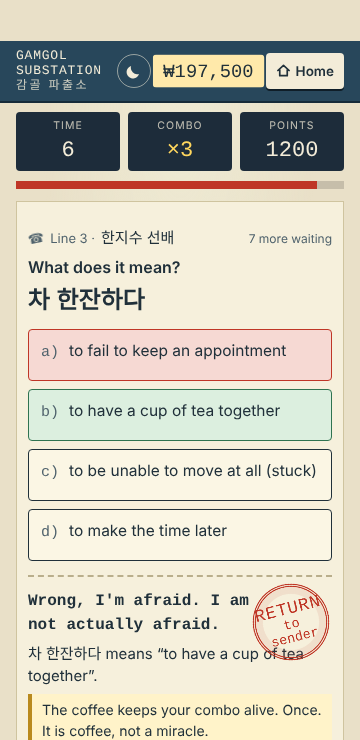 GAMGOL
SUBSTATION
감골 파출소
₩197,500
Home
TIME
6
COMBO
×3
POINTS
1200
☎ Line 3 · 한지수 선배
7 more waiting
What does it mean?
차 한잔하다
a) to fail to keep an appointment
b) to have a cup of tea together
c) to be unable to move at all (stuck)
d) to make the time later
Wrong, I'm afraid. I am
not actually afraid.
RETURN
to
sender
차 한잔하다 means “to have a cup of tea
together”.
The coffee keeps your combo alive. Once.
It is coffee, not a miracle.